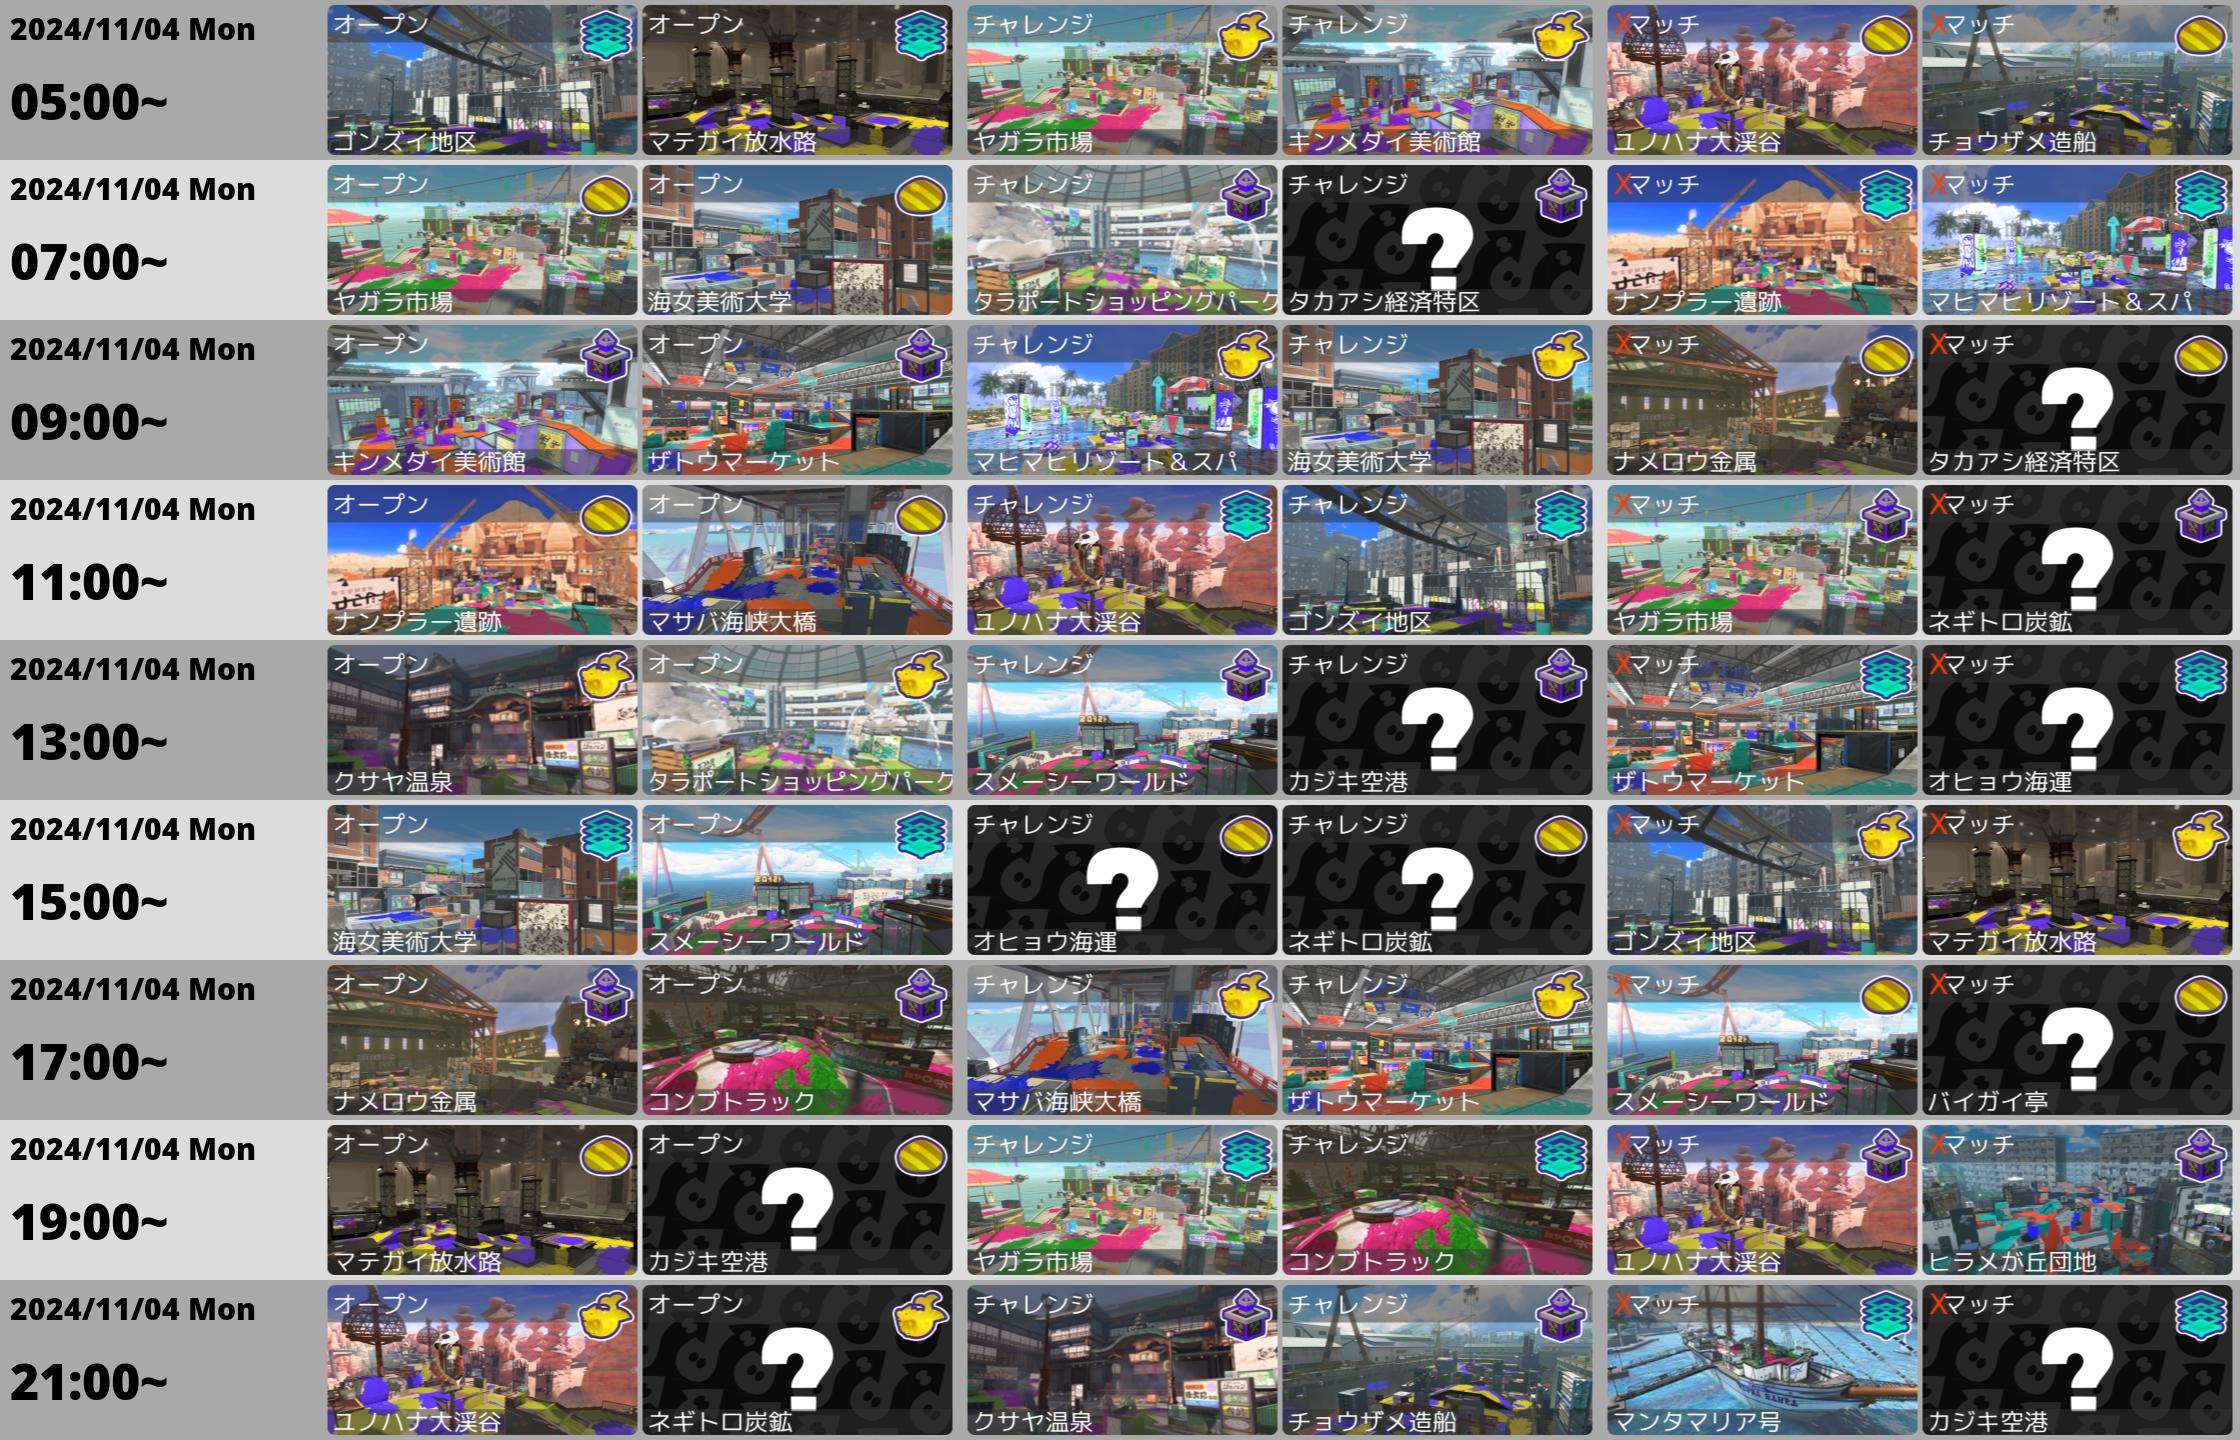 2024/11/04 Mon
05:00~
オープン
ゴンズイ地区
オープン
マテガイ放水路
チャレンジ
ヤガラ市場
チャレンジ
キンメダイ美術館
Xマッチ
ユノハナ大渓谷
Xマッチ
チョウザメ造船
2024/11/04 Mon
07:00~
オープン
ヤガラ市場
オープン
海女美術大学
チャレンジ
タラポートショッピングパーク
チャレンジ
タカアシ経済特区
Xマッチ
ナンプラー遺跡
Xマッチ
マヒマヒリゾート&スパ
2024/11/04 Mon
09:00~
オープン
キンメダイ美術館
オープン
ザトウマーケット
チャレンジ
マヒマヒリゾート&スパ
チャレンジ
海女美術大学
Xマッチ
ナメロウ金属
Xマッチ
タカアシ経済特区
2024/11/04 Mon
11:00~
オープン
ナンプラー遺跡
オープン
マサバ海峡大橋
チャレンジ
ユノハナ大渓谷
チャレンジ
ゴンズイ地区
Xマッチ
ヤガラ市場
Xマッチ
ネギトロ炭鉱
2024/11/04 Mon
13:00~
オープン
クサヤ温泉
オープン
タラポートショッピングパーク
チャレンジ
スメーシーワールド
チャレンジ
カジキ空港
Xマッチ
ザトウマーケット
Xマッチ
オヒョウ海運
2024/11/04 Mon
15:00~
オープン
海女美術大学
オープン
スメーシーワールド
チャレンジ
オヒョウ海運
チャレンジ
ネギトロ炭鉱
Xマッチ
ゴンズイ地区
Xマッチ
マテガイ放水路
2024/11/04 Mon
17:00~
オープン
ナメロウ金属
オープン
コンブトラック
チャレンジ
マサバ海峡大橋
チャレンジ
ザトウマーケット
Xマッチ
スメーシーワールド
Xマッチ
バイガイ亭
2024/11/04 Mon
19:00~
オープン
マテガイ放水路
オープン
カジキ空港
チャレンジ
ヤガラ市場
チャレンジ
コンブトラック
Xマッチ
ユノハナ大渓谷
Xマッチ
ヒラメが丘団地
2024/11/04 Mon
21:00~
オープン
ユノハナ大渓谷
オープン
ネギトロ炭鉱
チャレンジ
クサヤ温泉
チャレンジ
チョウザメ造船
Xマッチ
マンタマリア号
Xマッチ
カジキ空港